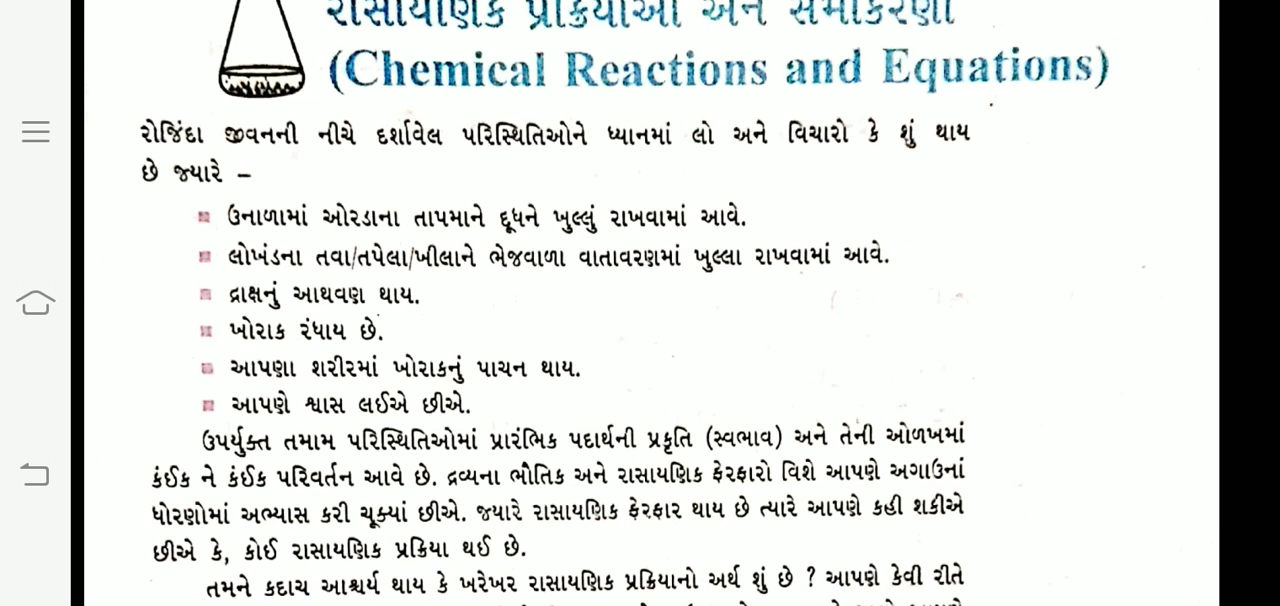 રાસાયણિક પ્રક્રિયાઓ અને સમીકરણો
(Chemical Reactions and Equations)
રોજિંદા જીવનની નીચે દર્શાવેલ પરિસ્થિતિઓને ધ્યાનમાં લો અને વિચારો કે શું થાય
છે જ્યારે –
ઉનાળામાં ઓરડાના તાપમાને દૂધને ખુલ્લું રાખવામાં આવે.
લોખંડના તવા/તપેલા/ખીલાને ભેજવાળા વાતાવરણમાં ખુલ્લા રાખવામાં આવે.
દ્રાક્ષનું આથવણ થાય.
ખોરાક રંધાય છે.
આપણા શરીરમાં ખોરાકનું પાચન થાય.
આપણે શ્વાસ લઈએ છીએ.
ઉપર્યુક્ત તમામ પરિસ્થિતિઓમાં પ્રારંભિક પદાર્થની પ્રકૃતિ (સ્વભાવ) અને તેની ઓળખમાં
કંઈક ને કંઈક પરિવર્તન આવે છે. દ્રવ્યના ભૌતિક અને રાસાયણિક ફેરફારો વિશે આપણે અગાઉનાં
ધોરણોમાં અભ્યાસ કરી ચૂક્યાં છીએ. જ્યારે રાસાયણિક ફેરફાર થાય છે ત્યારે આપણે કહી શકીએ
છીએ કે, કોઈ રાસાયણિક પ્રક્રિયા થઈ છે.
તમને કદાચ આશ્ચર્ય થાય કે ખરેખર રાસાયણિક પ્રક્રિયાનો અર્થ શું છે ? આપણે કેવી રીતે